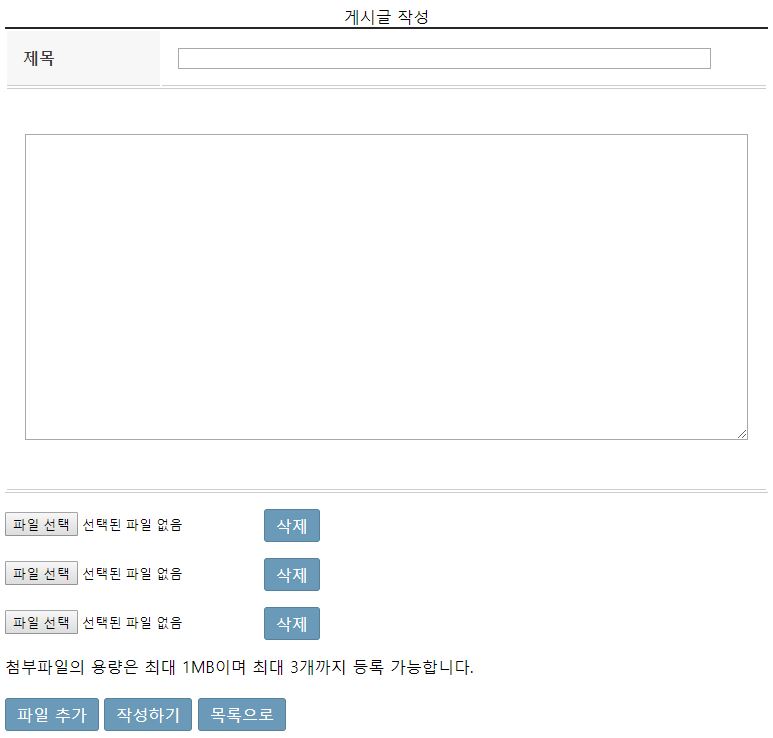 게시글 작성
제목
파일 선택 선택된 파일 없음 삭제
파일 선택 선택된 파일 없음 삭제
파일 선택 선택된 파일 없음 삭제
첨부파일의 용량은 최대 1MB이며 최대 3개까지 등록 가능합니다.
파일 추가 작성하기 목록으로